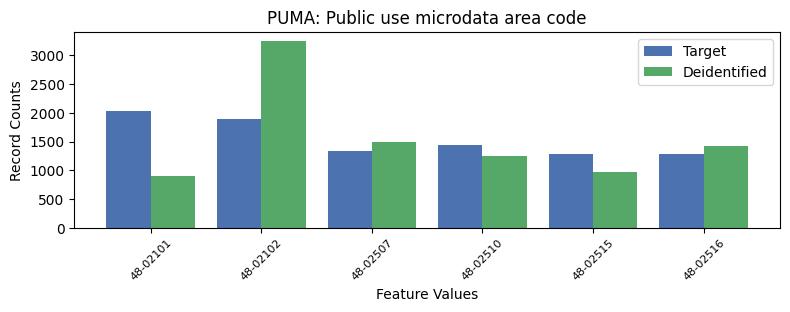 PUMA: Public use microdata area code
Target
Deidentified
Record Counts
3000
2500
2000
1500
1000
500
0
48-02101
48-02102
48-02507
48-02510
48-02515
48-02516
Feature Values